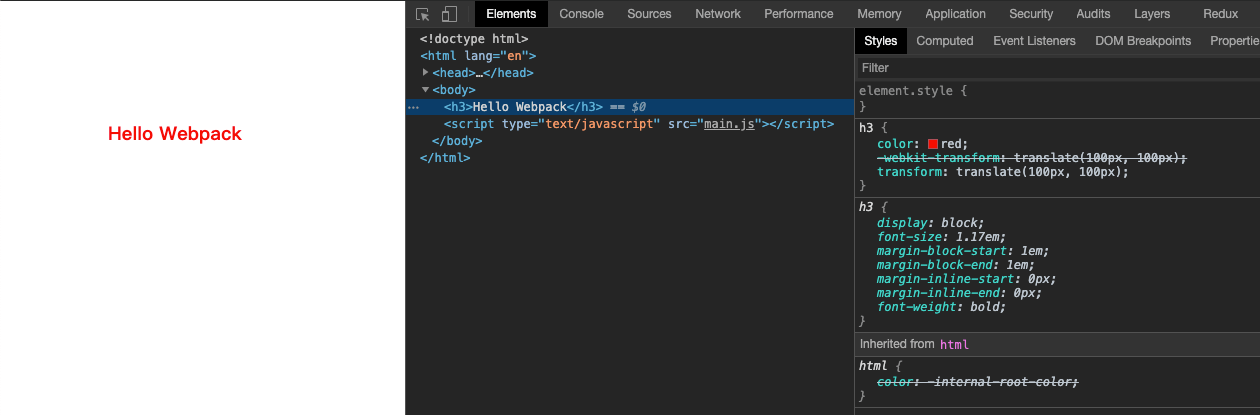 Hello Webpack
Elements Console Sources Network Performance Memory Application Security Audits Layers Redux
<!doctype html>
<html lang="en">
<head>…</head>
<body>
<h3>Hello Webpack</h3> == $0
<script type="text/javascript" src="main.js"></script>
</body>
</html>
Styles Computed Event Listeners DOM Breakpoints Propertie
Filter
element.style {
}
h3 {
color: red;
-webkit-transform: translate(100px, 100px);
transform: translate(100px, 100px);
}
h3 {
display: block;
font-size: 1.17em;
margin-block-start: 1em;
margin-block-end: 1em;
margin-inline-start: 0px;
margin-inline-end: 0px;
font-weight: bold;
}
Inherited from html
html {
color: -internal-root-color;
}